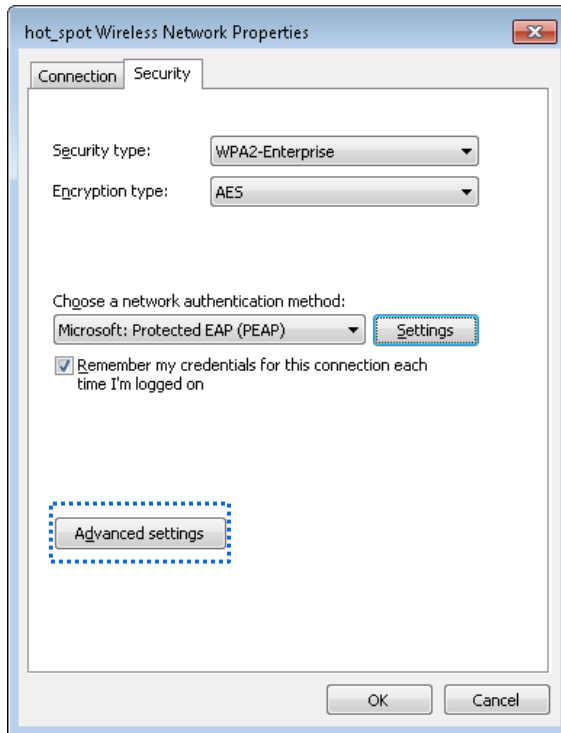 hot_spot Wireless Network Properties
Connection Security
Security type: WPA2-Enterprise
Encryption type: AES
Choose a network authentication method:
Microsoft: Protected EAP (PEAP) Settings
Remember my credentials for this connection each
time I'm logged on
Advanced settings
OK Cancel